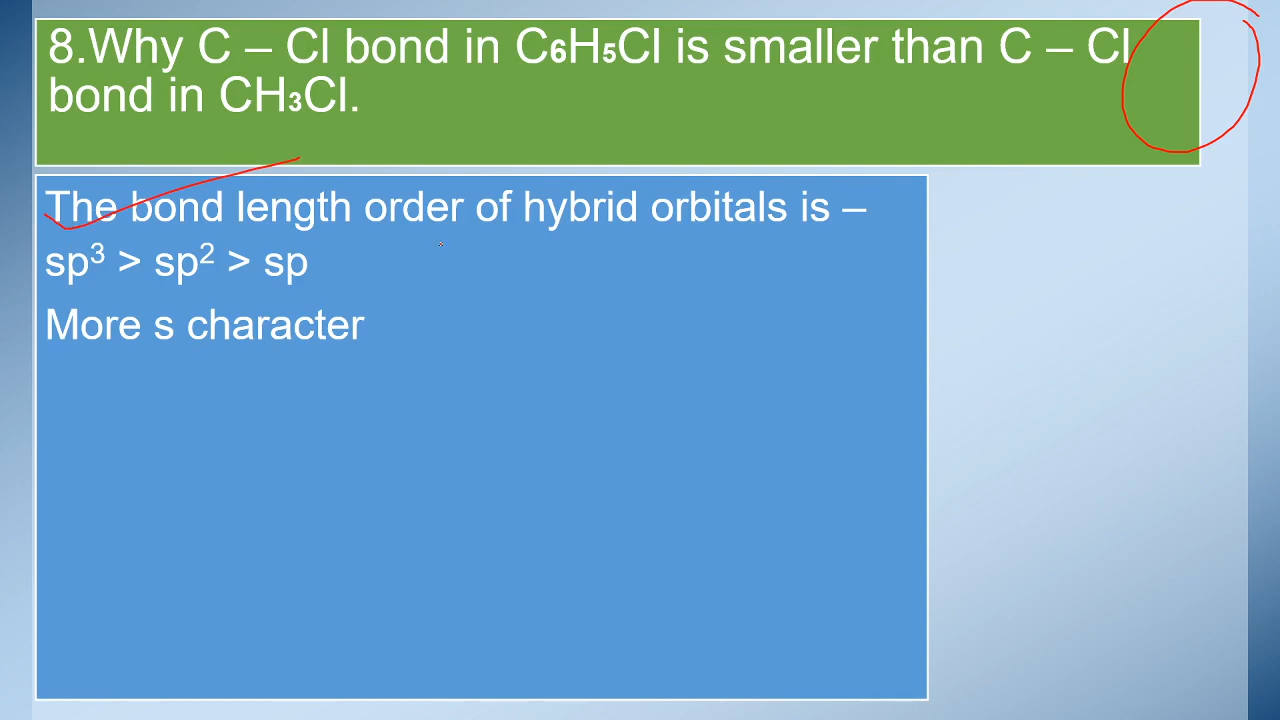 8.Why C – Cl bond in C₆H₅Cl is smaller than C – Cl
bond in CH₃Cl.
The bond length order of hybrid orbitals is –
sp³ > sp² > sp
More s character